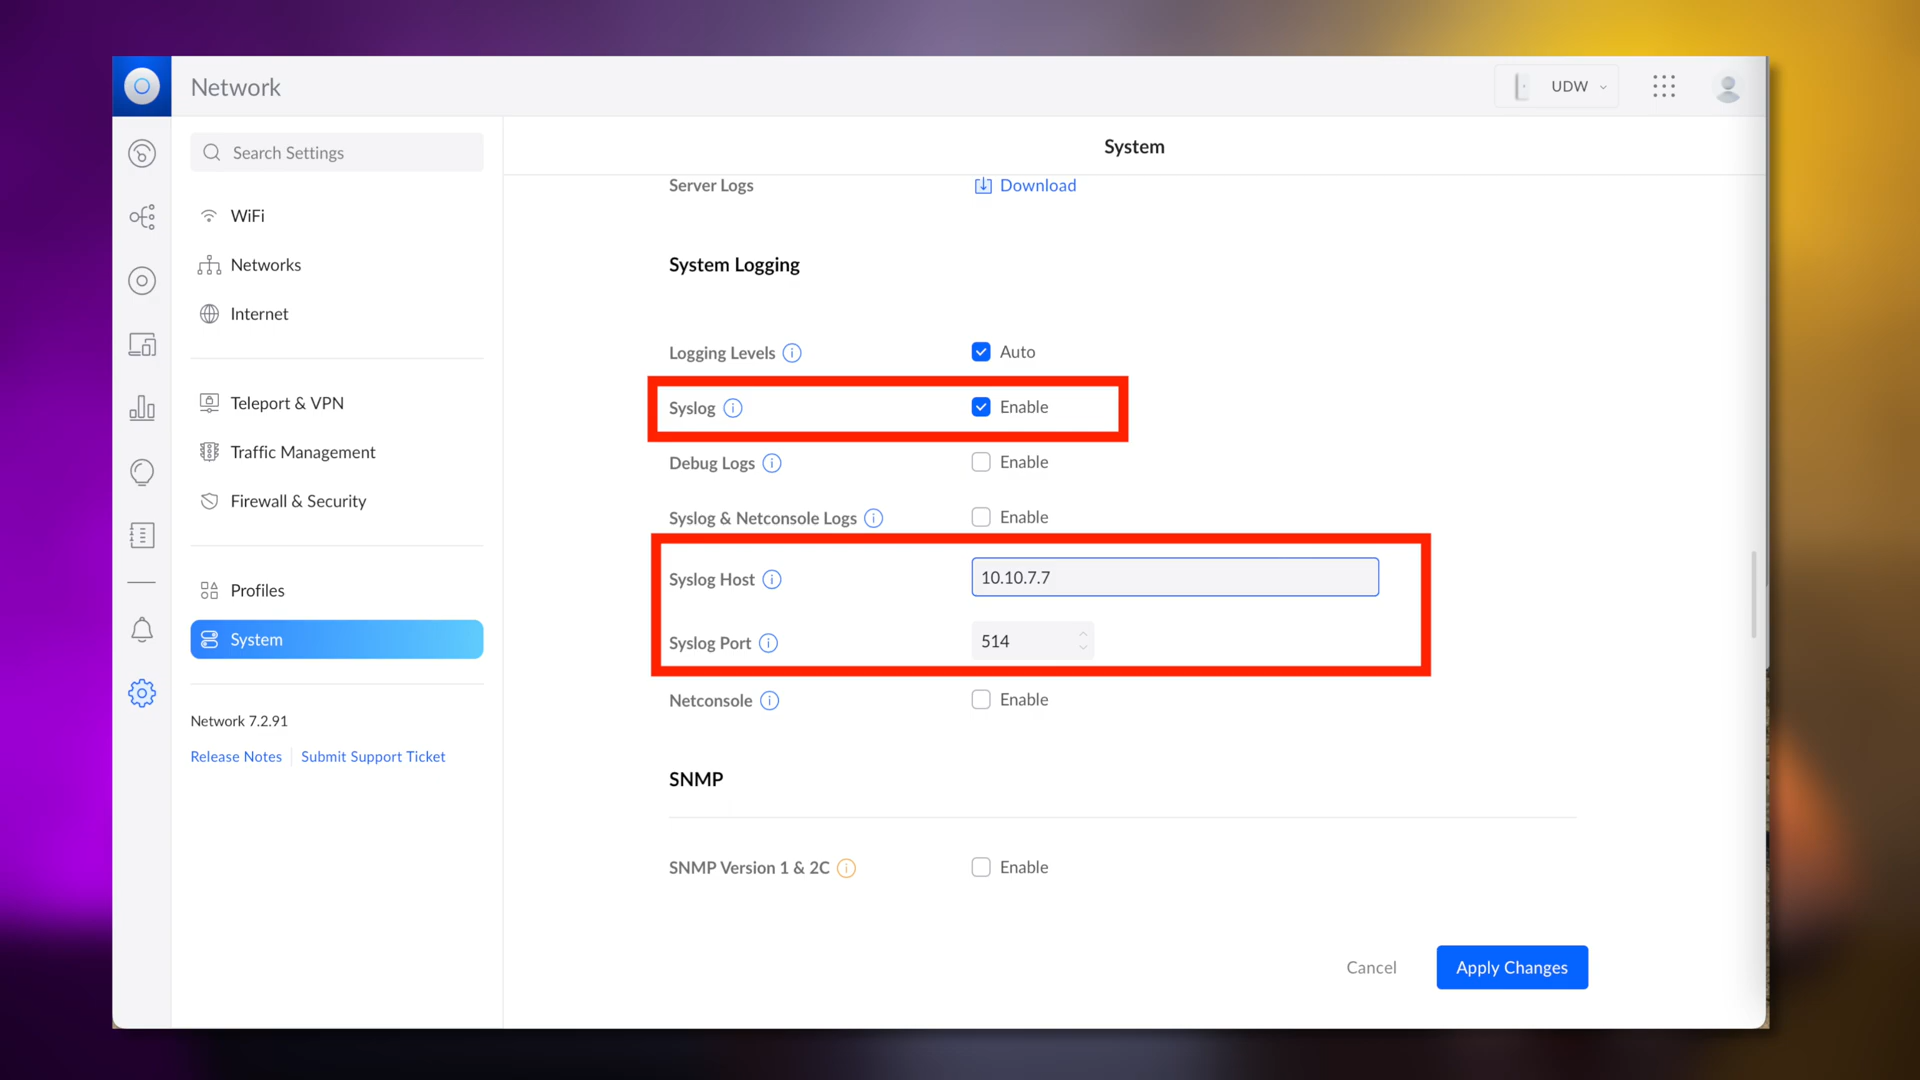 Network
UDW
Search Settings
WiFi
Networks
Internet
Teleport & VPN
Traffic Management
Firewall & Security
Profiles
System
Network 7.2.91
Release Notes
Submit Support Ticket
System
Server Logs
Download
System Logging
Logging Levels
Auto
Syslog
Enable
Debug Logs
Enable
Syslog & Netconsole Logs
Enable
Syslog Host
10.10.7.7
Syslog Port
514
Netconsole
Enable
SNMP
SNMP Version 1 & 2C
Enable
Cancel
Apply Changes